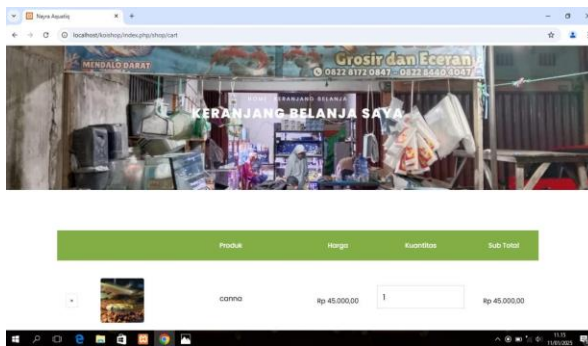 Nayra Aquatiq
localhost/koishop/index.php/shop/cart
MENDALO DARAT
Grosir dan Eceran
0822 8172 0847 - 0822 8440 4047
HOME KERANJANG BELANJA
KERANJANG BELANJA SAYA
Produk Harga Kuantitas Sub Total
canna Rp 45.000,00 1 Rp 45.000,00
11:15
11/01/2025